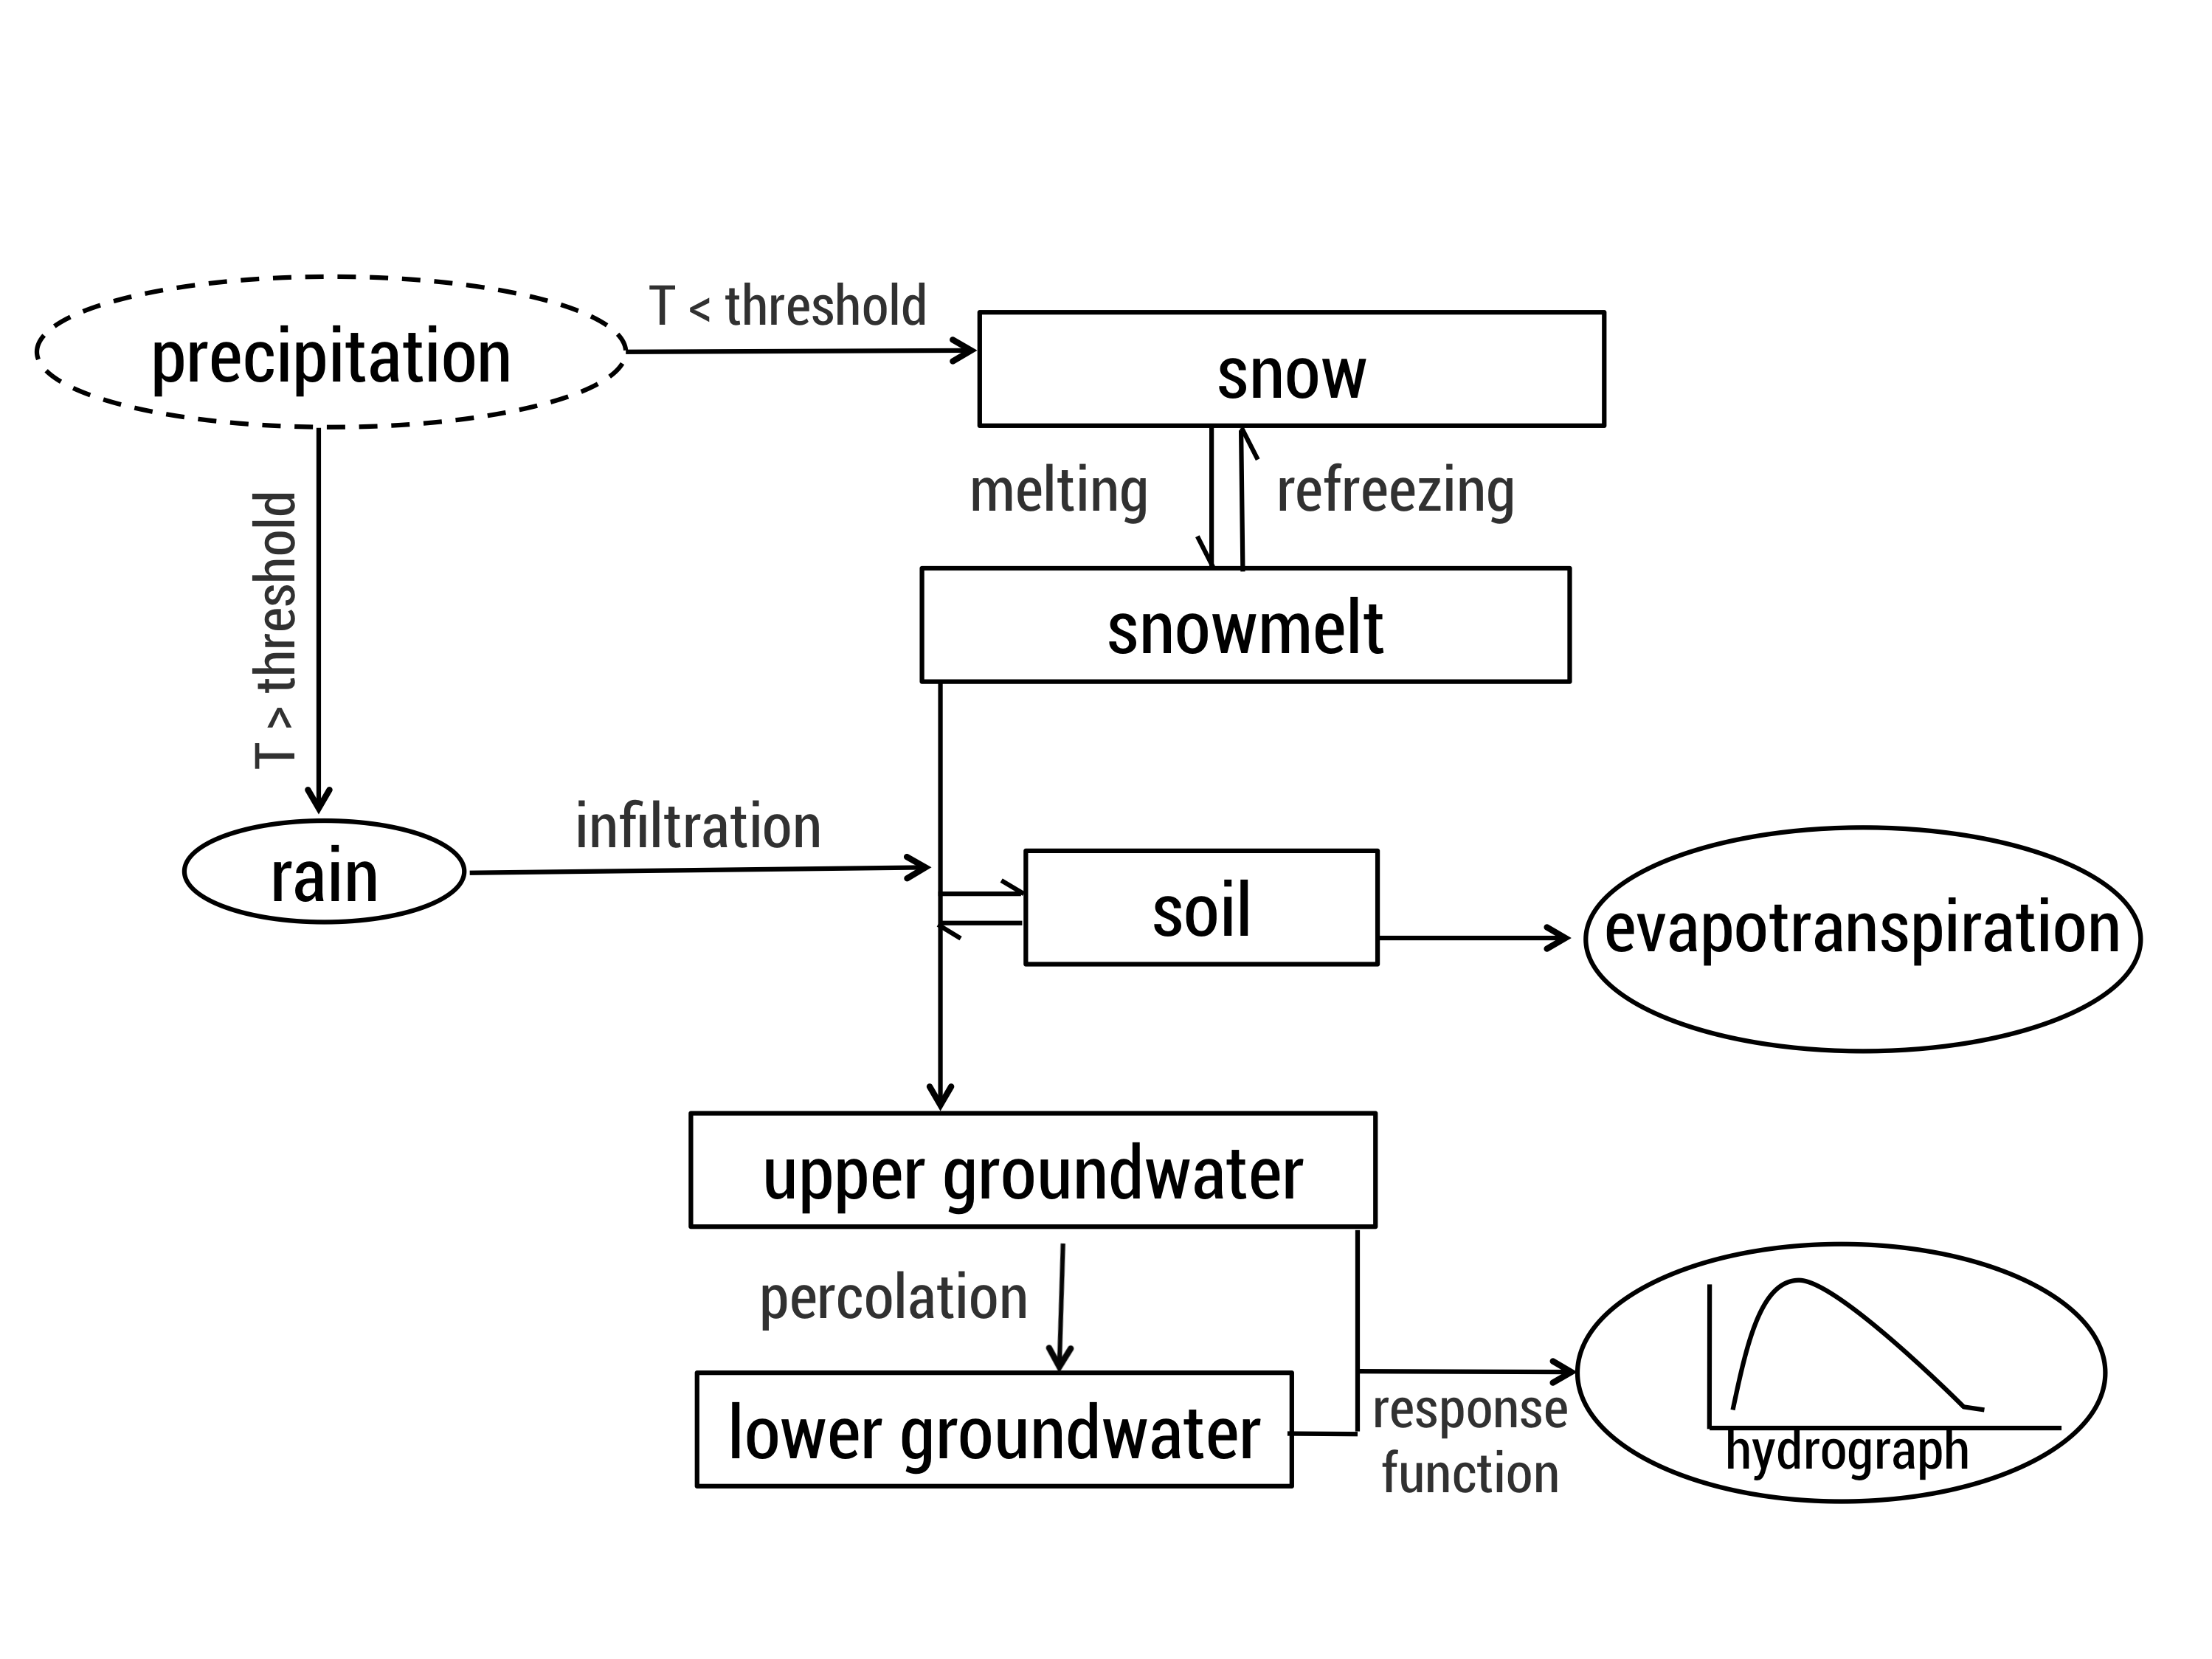 precipitation
T < threshold
snow
melting
refreezing
T > threshold
snowmelt
infiltration
rain
soil
evapotranspiration
upper groundwater
percolation
lower groundwater
response
function
hydrograph